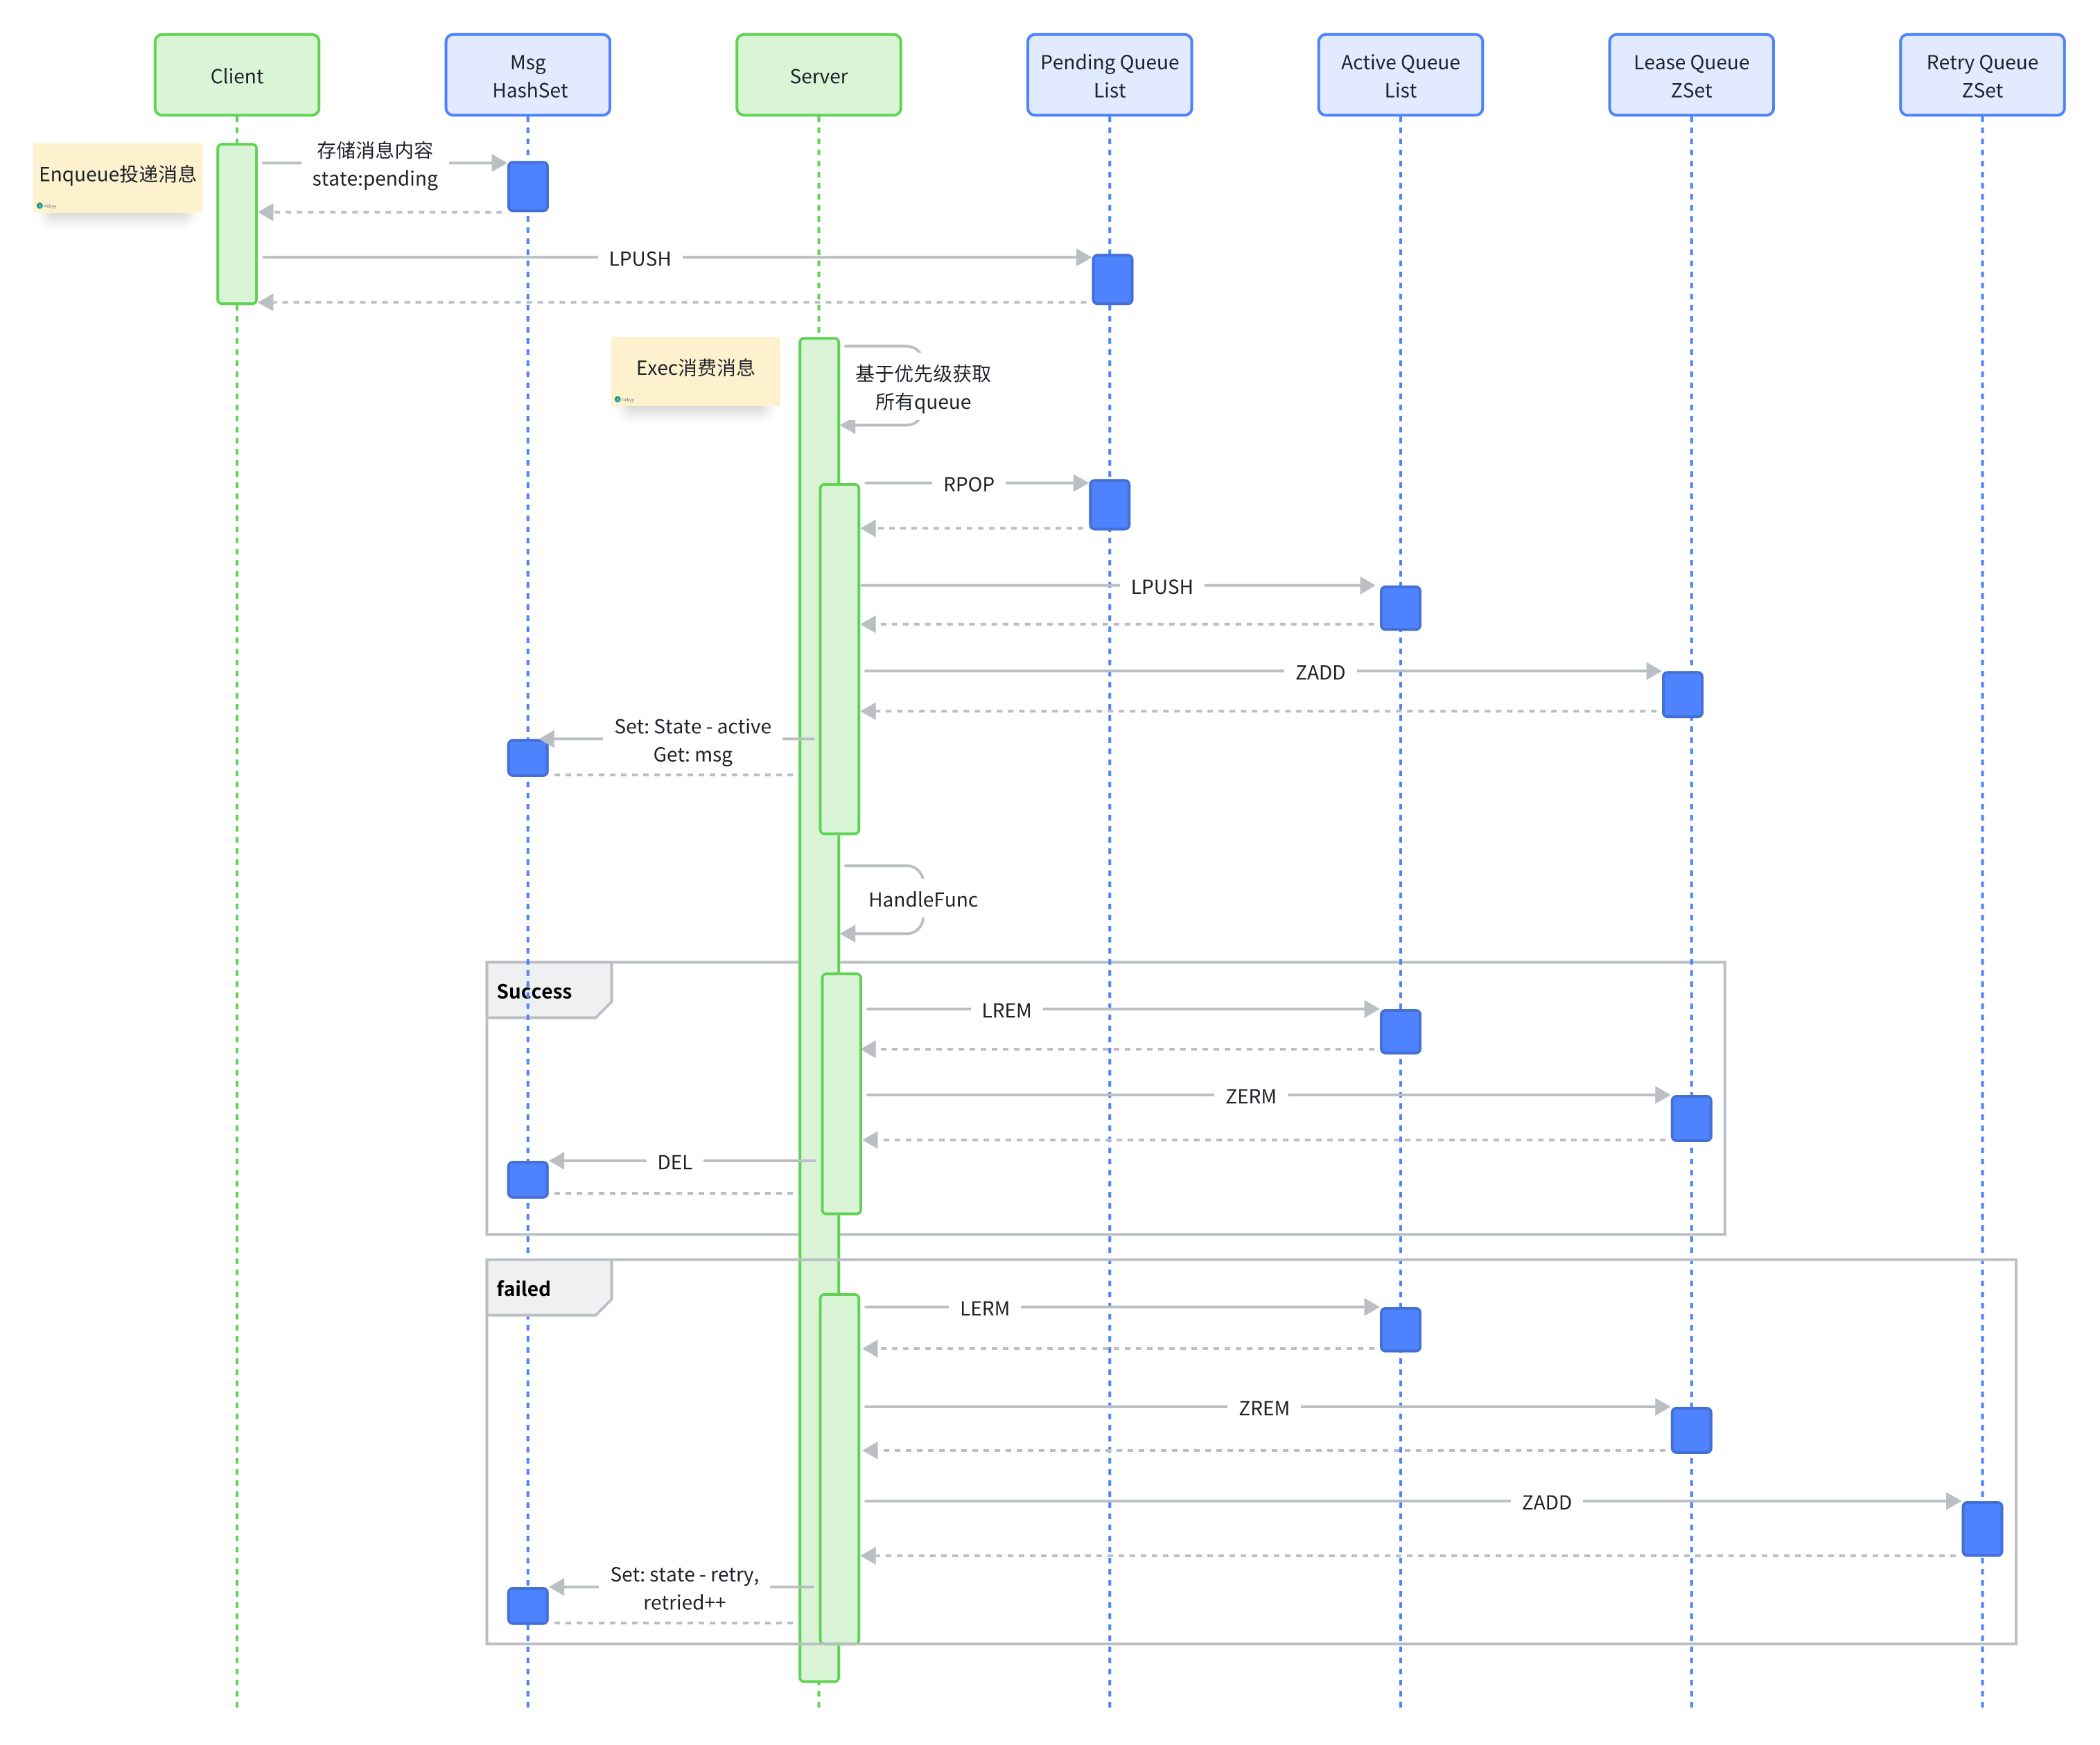 Client
Msg
HashSet
Server
Pending Queue
List
Active Queue
List
Lease Queue
ZSet
Retry Queue
ZSet
Enqueue投递消息
存储消息内容
state:pending
LPUSH
Exec消费消息
基于优先级获取
所有queue
RPOP
LPUSH
ZADD
Set: State - active
Get: msg
HandleFunc
Success
LREM
ZERM
DEL
failed
LERM
ZREM
ZADD
Set: state - retry,
retried++